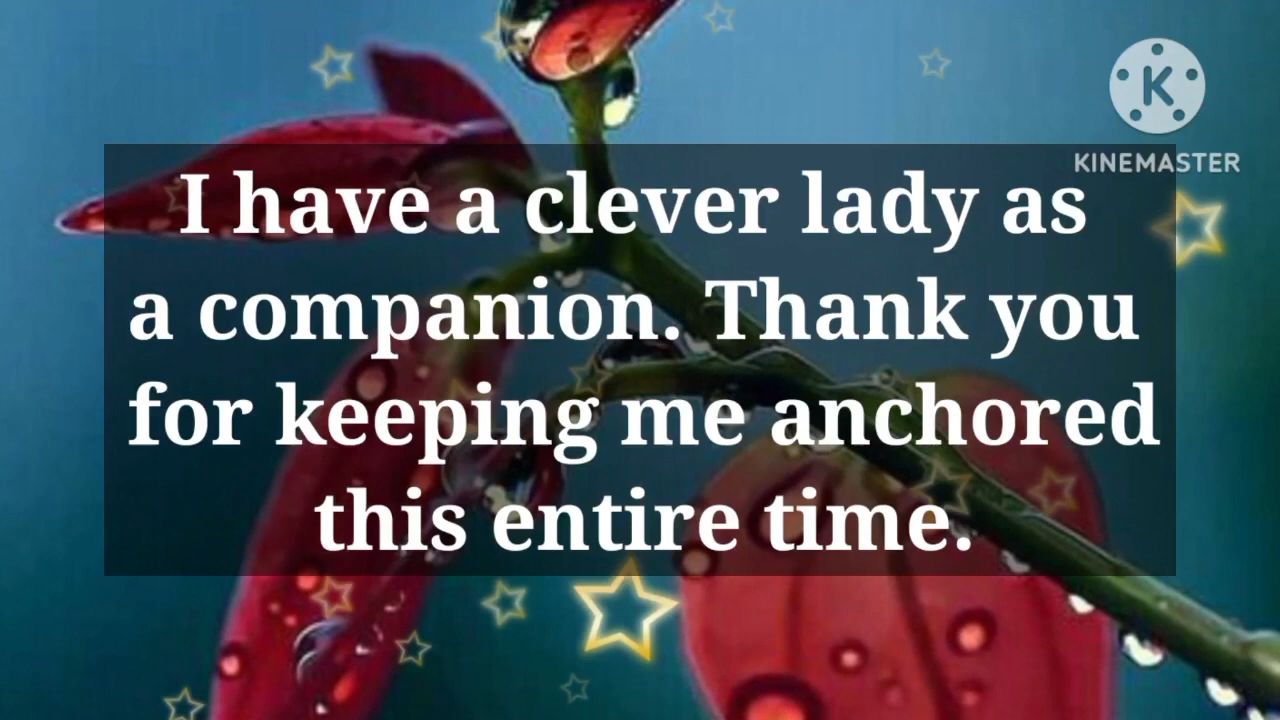 KINEMASTER
I have a clever lady as
a companion. Thank you
for keeping me anchored
this entire time.